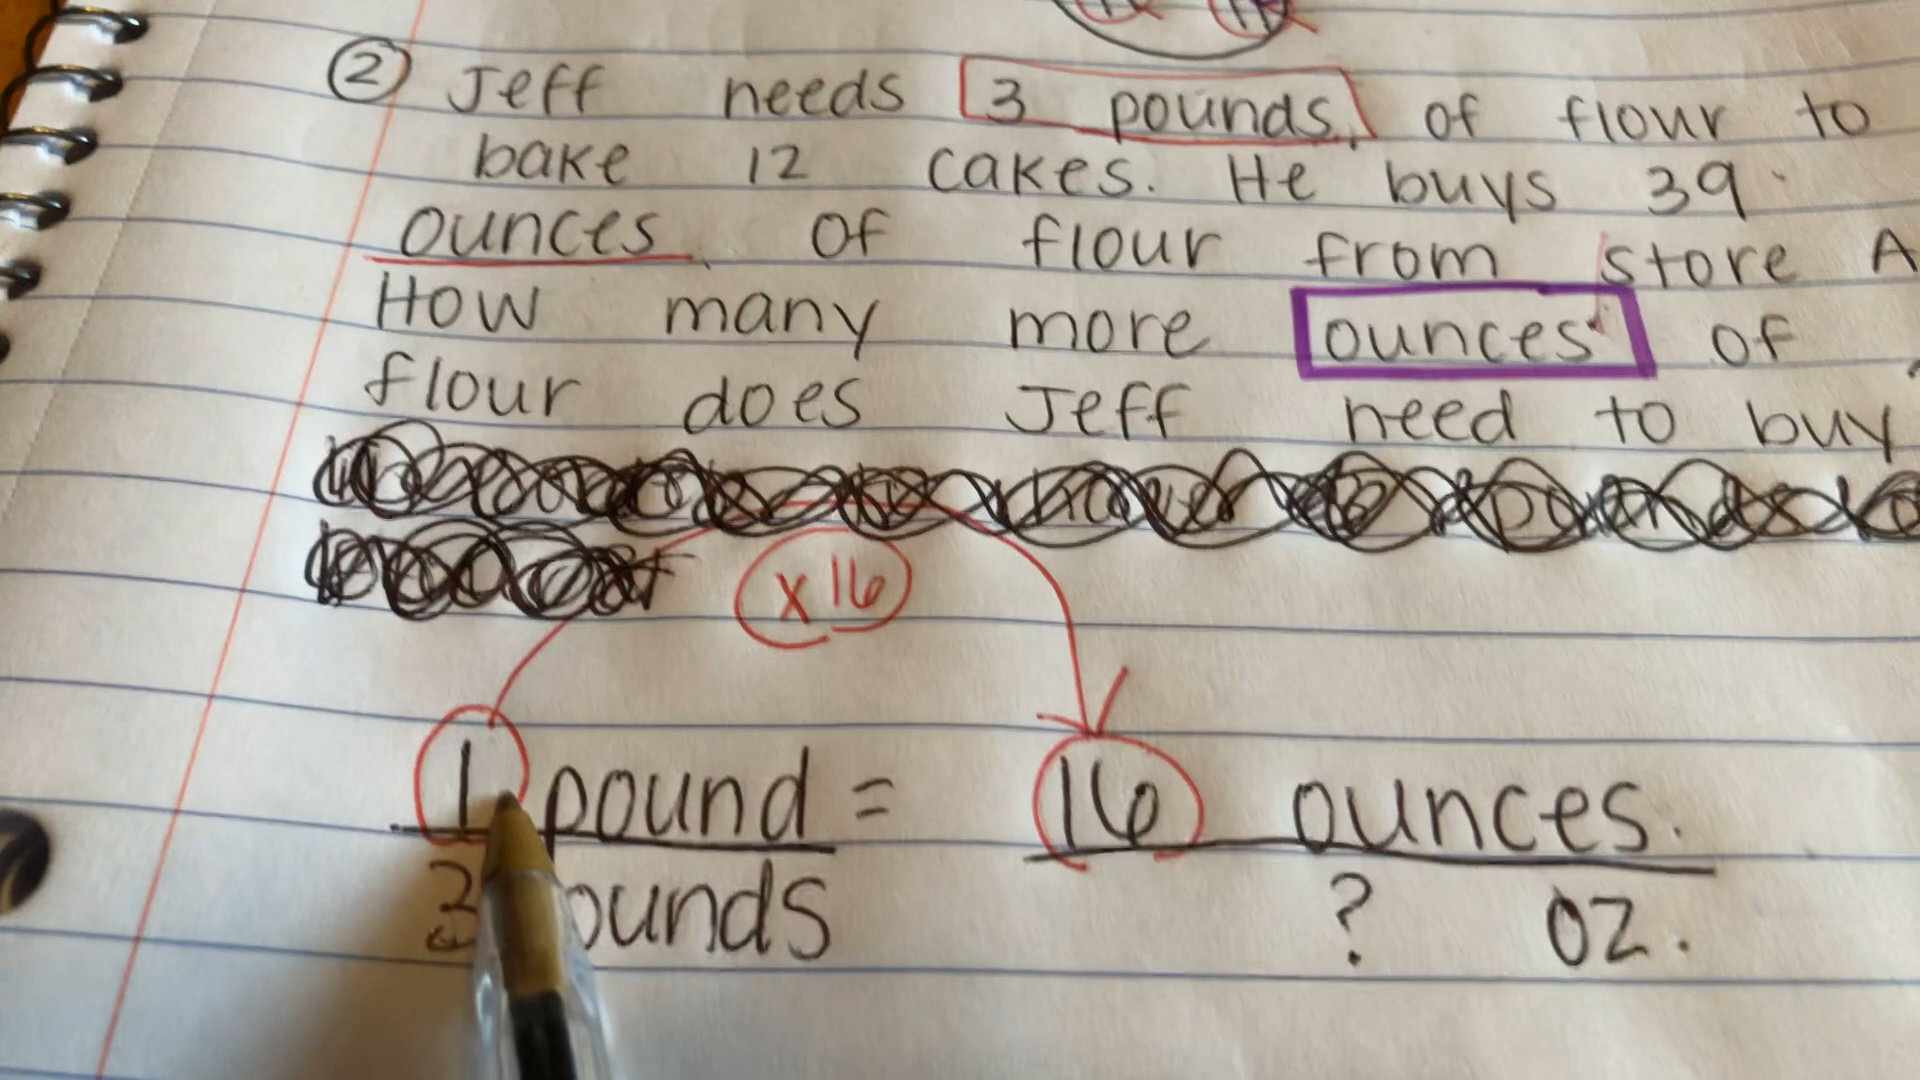 2 Jeff needs 3 pounds of flour to
bake 12 cakes. He buys 39
ounces of flour from store A
How many more ounces of
flour does Jeff need to buy
x16
1 pound = 16 ounces.
3 pounds ? oz.